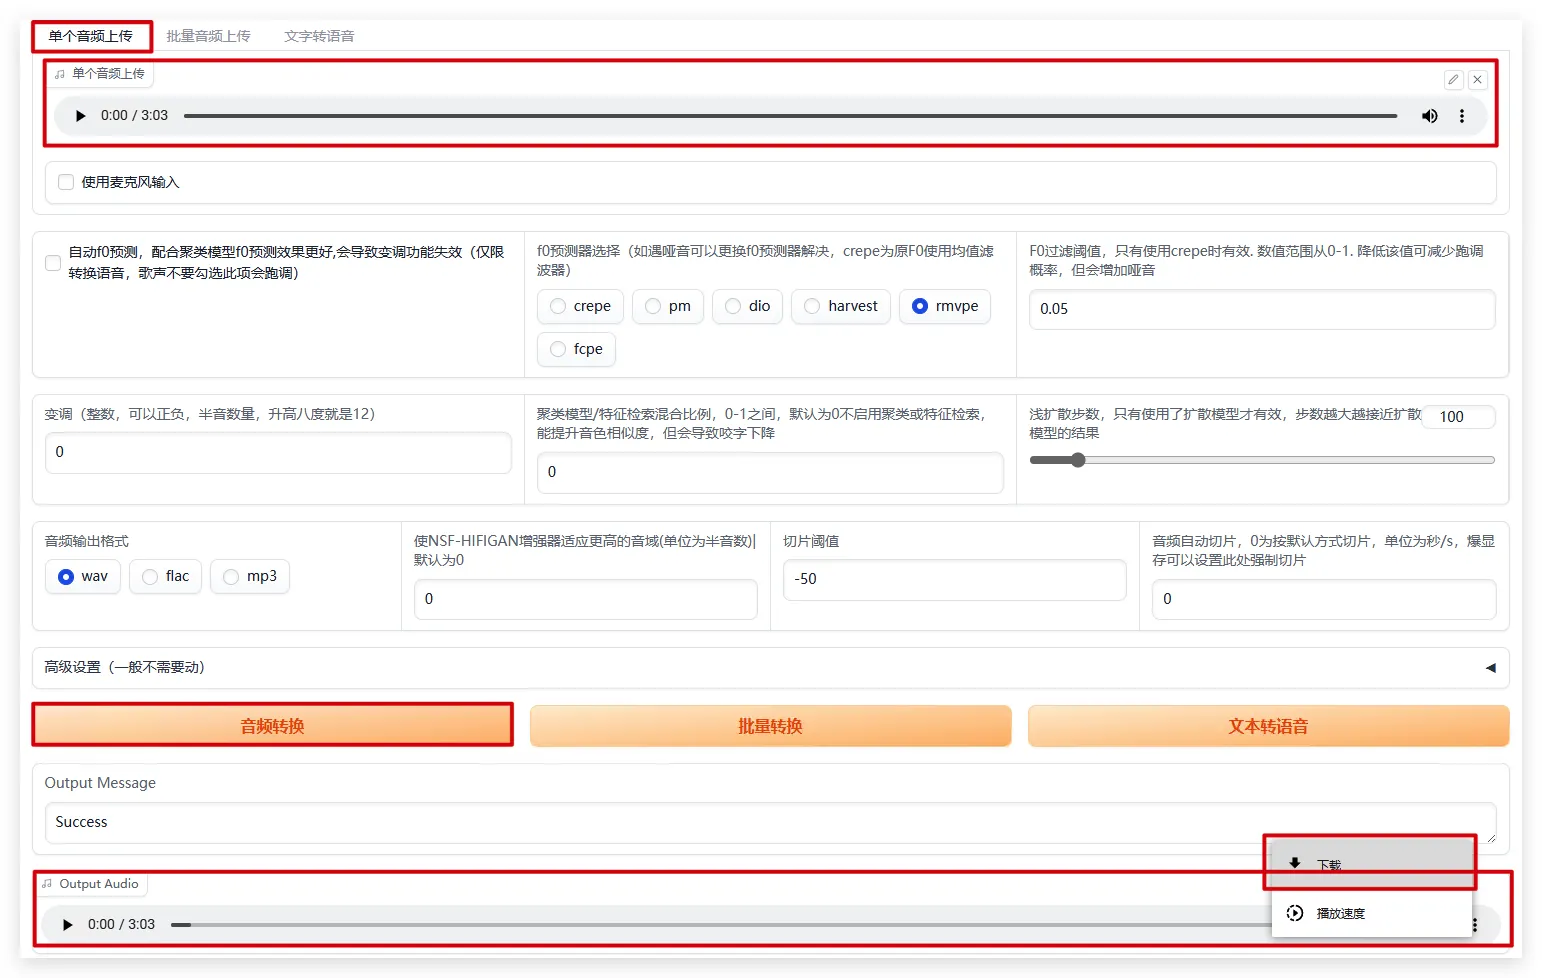 单个音频上传 批量音频上传 文字转语音
单个音频上传
0:00 / 3:03
使用麦克风输入
自动f0预测，配合聚类模型f0预测效果更好,会导致变调功能失效（仅限
转换语音，歌声不要勾选此项会跑调）
f0预测器选择（如遇哑音可以更换f0预测器解决，crepe为原F0使用均值滤
波器）
crepe pm dio harvest rmvpe
fcpe
F0过滤阈值，只有使用crepe时有效. 数值范围从0-1. 降低该值可减少跑调
概率，但会增加哑音
0.05
变调（整数，可以正负，半音数量，升高八度就是12）
0
聚类模型/特征检索混合比例，0-1之间，默认为0不启用聚类或特征检索，
能提升音色相似度，但会导致咬字下降
0
浅扩散步数，只有使用了扩散模型才有效，步数越大越接近扩散
模型的结果
100
音频输出格式
wav flac mp3
使NSF-HIFIGAN增强器适应更高的音域(单位为半音数)|
默认为0
0
切片阈值
-50
音频自动切片，0为按默认方式切片，单位为秒/s，爆显
存可以设置此处强制切片
0
高级设置（一般不需要动）
音频转换 批量转换 文本转语音
Output Message
Success
下载
Output Audio
播放速度
0:00 / 3:03